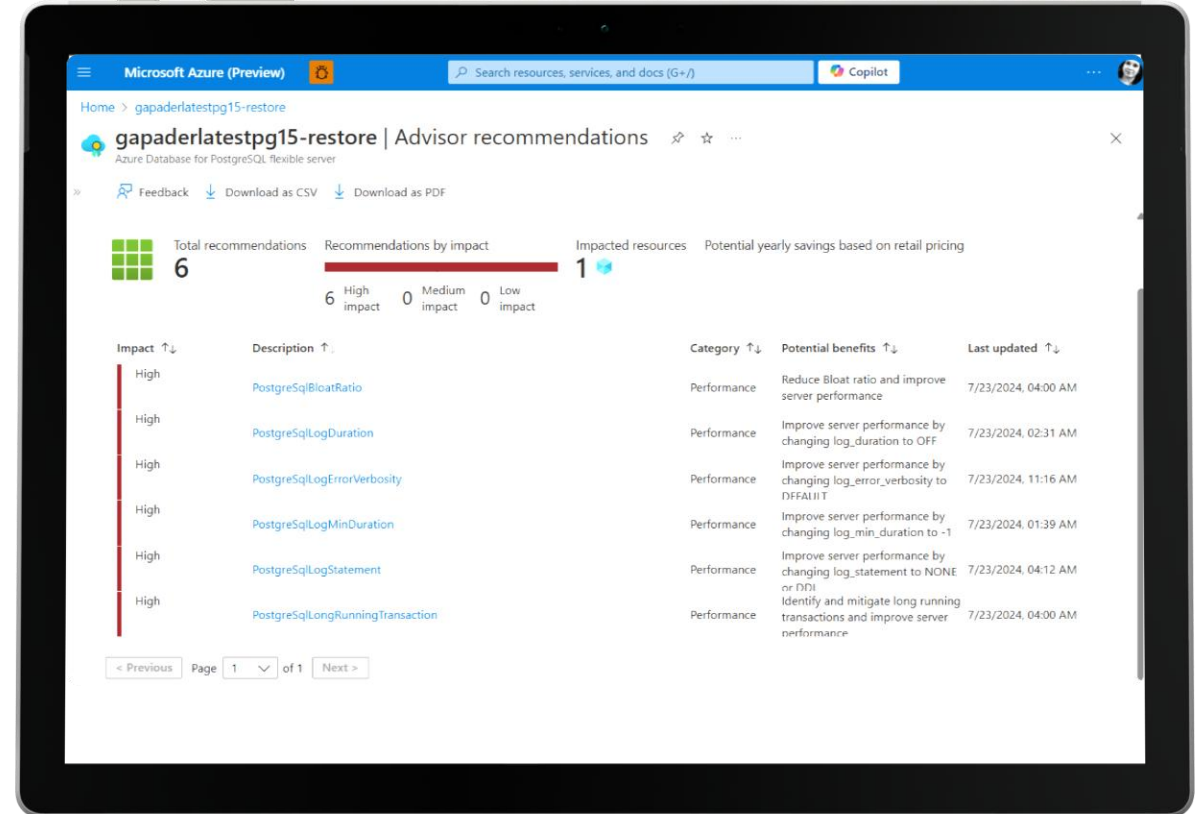 Microsoft Azure (Preview)
Search resources, services, and docs (G+/)
Copilot
...
Home > gapaderlatestpg15-restore
gapaderlatestpg15-restore | Advisor recommendations ...
Azure Database for PostgreSQL flexible server
» Feedback Download as CSV Download as PDF
Total recommendations
6
Recommendations by impact
6 High
impact
0 Medium
impact
0 Low
impact
Impacted resources
1
Potential yearly savings based on retail pricing
Impact ↑↓ Description ↑ Category ↑↓ Potential benefits ↑↓ Last updated ↑↓
High
PostgreSqlBloatRatio
Performance
Reduce Bloat ratio and improve
server performance
7/23/2024, 04:00 AM
High
PostgreSqlLogDuration
Performance
Improve server performance by
changing log_duration to OFF
7/23/2024, 02:31 AM
High
PostgreSqlLogErrorVerbosity
Performance
Improve server performance by
changing log_error_verbosity to
DEFAULT
7/23/2024, 11:16 AM
High
PostgreSqlLogMinDuration
Performance
Improve server performance by
changing log_min_duration to -1
7/23/2024, 01:39 AM
High
PostgreSqlLogStatement
Performance
Improve server performance by
changing log_statement to NONE
or DDL
7/23/2024, 04:12 AM
High
PostgreSqlLongRunningTransaction
Performance
Identify and mitigate long running
transactions and improve server
performance
7/23/2024, 04:00 AM
< Previous Page 1 of 1 Next >